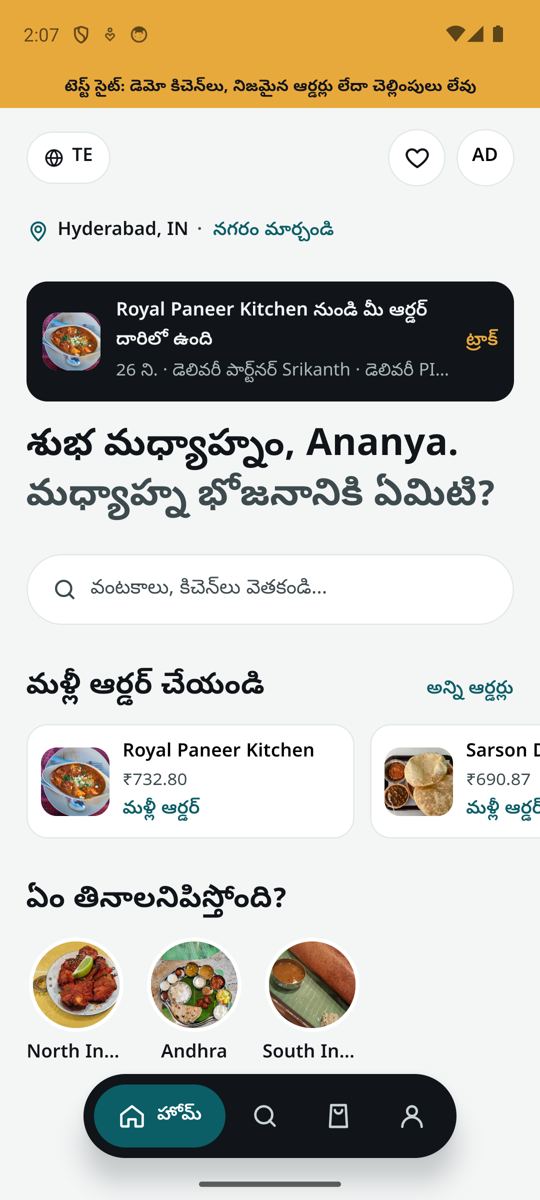 2:07
టెస్ట్ సైట్: డెమో కిచెన్‌లు, నిజమైన ఆర్డర్లు లేదా చెల్లింపులు లేవు
TE
AD
Hyderabad, IN · నగరం మార్చండి
Royal Paneer Kitchen నుండి మీ ఆర్డర్
దారిలో ఉంది
26 ని. · డెలివరీ పార్ట్‌నర్ Srikanth · డెలివరీ PI...
ట్రాక్
శుభ మధ్యాహ్నం, Ananya.
మధ్యాహ్న భోజనానికి ఏమిటి?
వంటకాలు, కిచెన్‌లు వెతకండి...
మళ్లీ ఆర్డర్ చేయండి
అన్ని ఆర్డర్లు
Royal Paneer Kitchen
₹732.80
మళ్లీ ఆర్డర్
Sarson D
₹690.87
మళ్లీ ఆర్డర్
ఏం తినాలనిపిస్తోంది?
North In...
Andhra
South In...
హోమ్